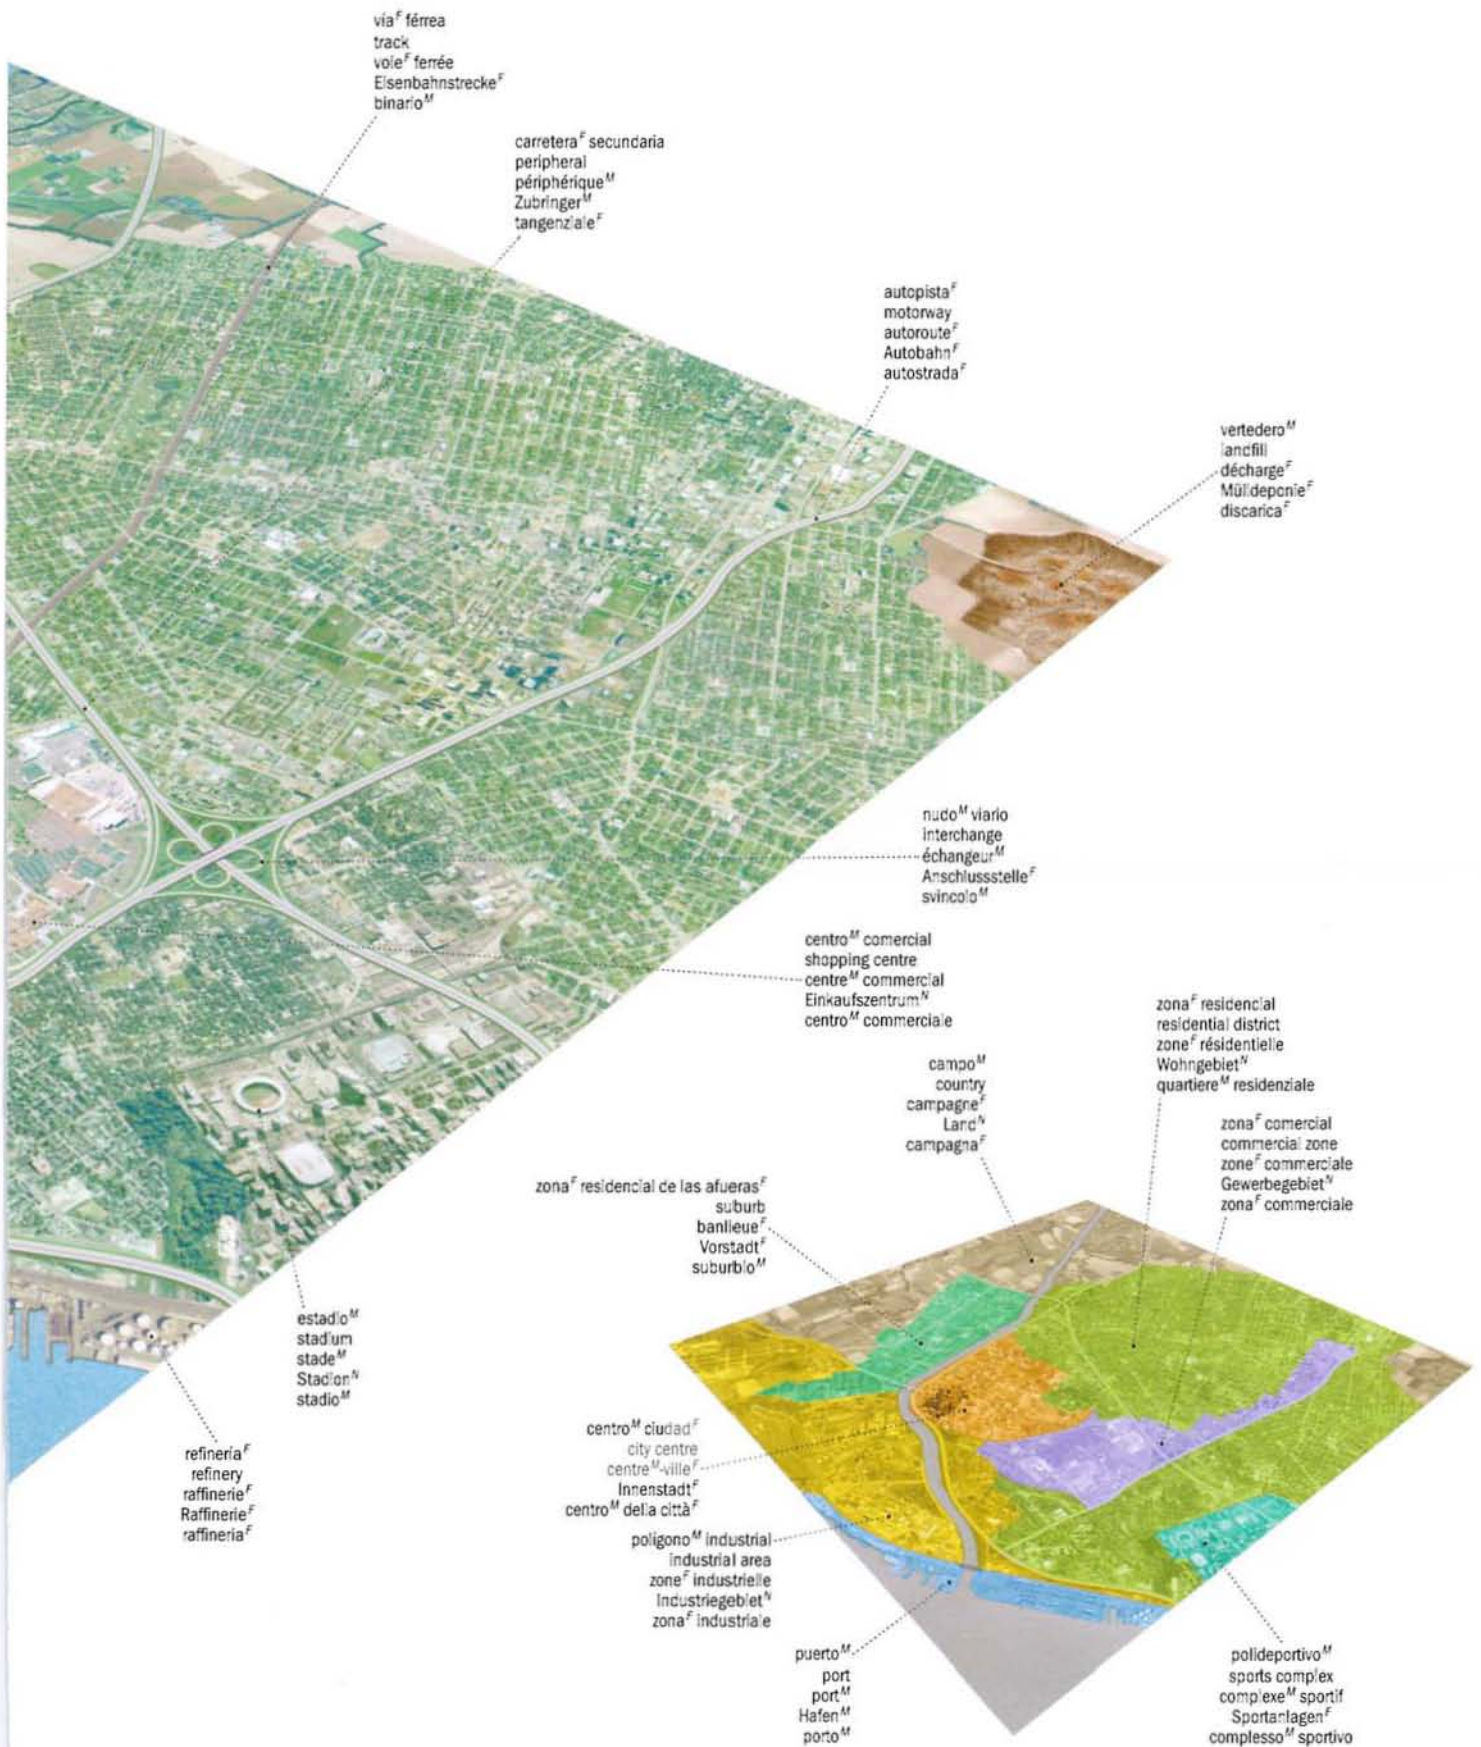 vía^F férrea
track
voie^F ferrée
Eisenbahnstrecke^F
binario^M
carretera^F secundaria
peripheral
périphérique^M
Zubringer^M
tangenziale^F
autopista^F
motorway
autoroute^F
Autobahn^F
autostrada^F
vertedero^M
landfill
décharge^F
Mülldeponie^F
discarica^F
nudo^M viario
interchange
échangeur^M
Anschlussstelle^F
svincolo^M
centro^M comercial
shopping centre
centre^M commercial
Einkaufszentrum^N
centro^M commerciale
zona^F residencial
residential district
zone^F résidentielle
Wohngebiet^N
quartiere^M residenziale
campo^M
country
campagne^F
Land^N
campagna^F
zona^F comercial
commercial zone
zone^F commerciale
Gewerbegebiet^N
zona^F commerciale
zona^F residencial de las afueras^F
suburb
banlieue^F
Vorstadt^F
suburbio^M
estadio^M
stadium
stade^M
Stadion^N
stadio^M
refinería^F
refinery
raffinerie^F
Raffinerie^F
raffineria^F
centro^M ciudad^F
city centre
centre^M-ville^F
Innenstadt^F
centro^M della città^F
polígono^M industrial
industrial area
zone^F industrielle
Industriegebiet^N
zona^F industriale
puerto^M
port
port^M
Hafen^M
porto^M
polideportivo^M
sports complex
complexe^M sportif
Sportanlagen^F
complesso^M sportivo